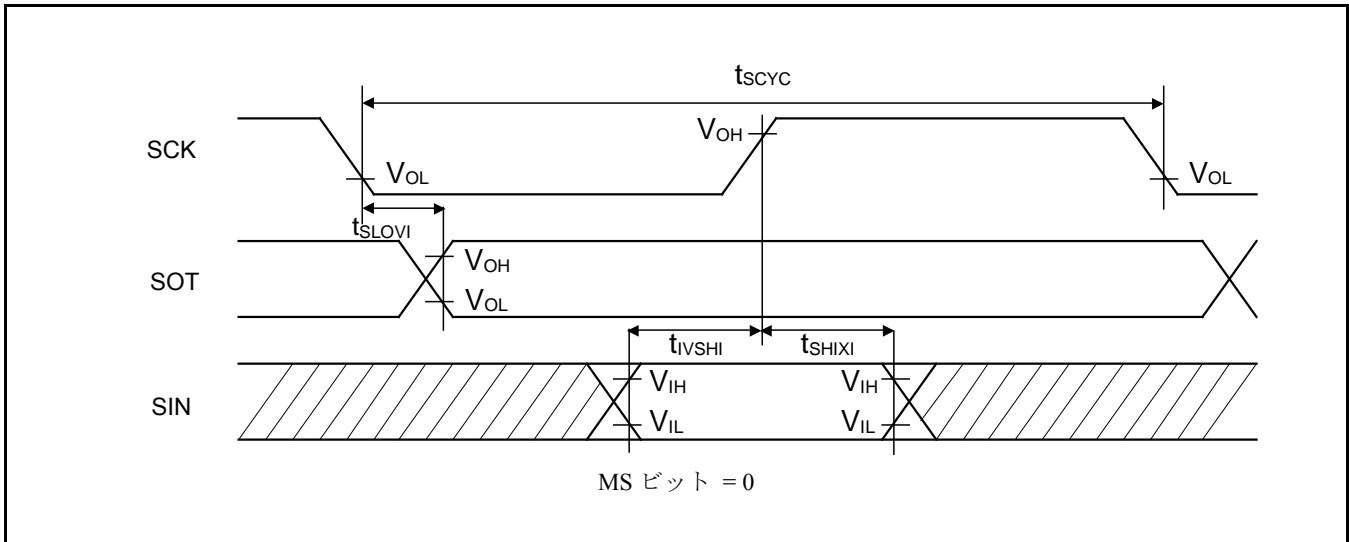 tSCYC
SCK
VOH
VOL
VOL
tSLOVI
SOT
VOH
VOL
tIVSHI
tSHIXI
SIN
VIH
VIH
VIL
VIL
MS ビット = 0